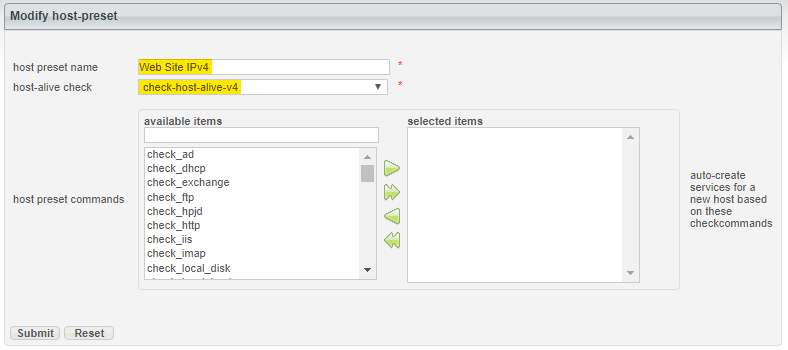 Modify host-preset
host preset name Web Site IPv4 *
host-alive check check-host-alive-v4 *
available items selected items
check_ad
check_dhcp
check_exchange
check_ftp
check_hpjd
check_http
check_iis
check_imap
check_local_disk
host preset commands
auto-create
services for a
new host based
on these
checkcommands
Submit Reset